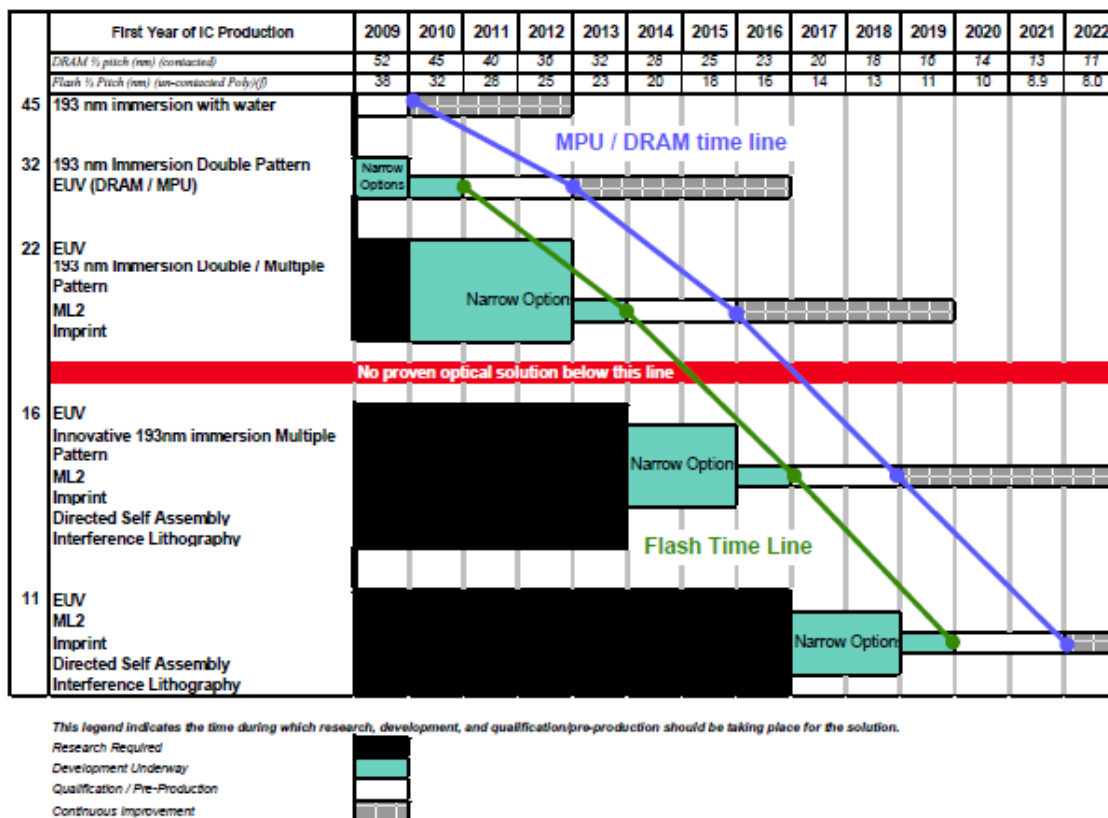 First Year of IC Production 2009 2010 2011 2012 2013 2014 2015 2016 2017 2018 2019 2020 2021 2022
DRAM ½ pitch (nm) (contacted) 52 45 40 36 32 28 25 23 20 18 16 14 13 11
Flash ½ Pitch (nm) (un-contacted Poly)(f) 38 32 28 25 23 20 18 16 14 13 11 10 8.9 8.0
45 193 nm immersion with water
MPU / DRAM time line
32 193 nm Immersion Double Pattern
EUV (DRAM / MPU)
Narrow
Options
22 EUV
193 nm Immersion Double / Multiple
Pattern
ML2
Imprint
Narrow Option
No proven optical solution below this line
16 EUV
Innovative 193nm immersion Multiple
Pattern
ML2
Imprint
Directed Self Assembly
Interference Lithography
Narrow Option
Flash Time Line
11 EUV
ML2
Imprint
Directed Self Assembly
Interference Lithography
Narrow Option
This legend indicates the time during which research, development, and qualification/pre-production should be taking place for the solution.
Research Required
Development Underway
Qualification / Pre-Production
Continuous Improvement